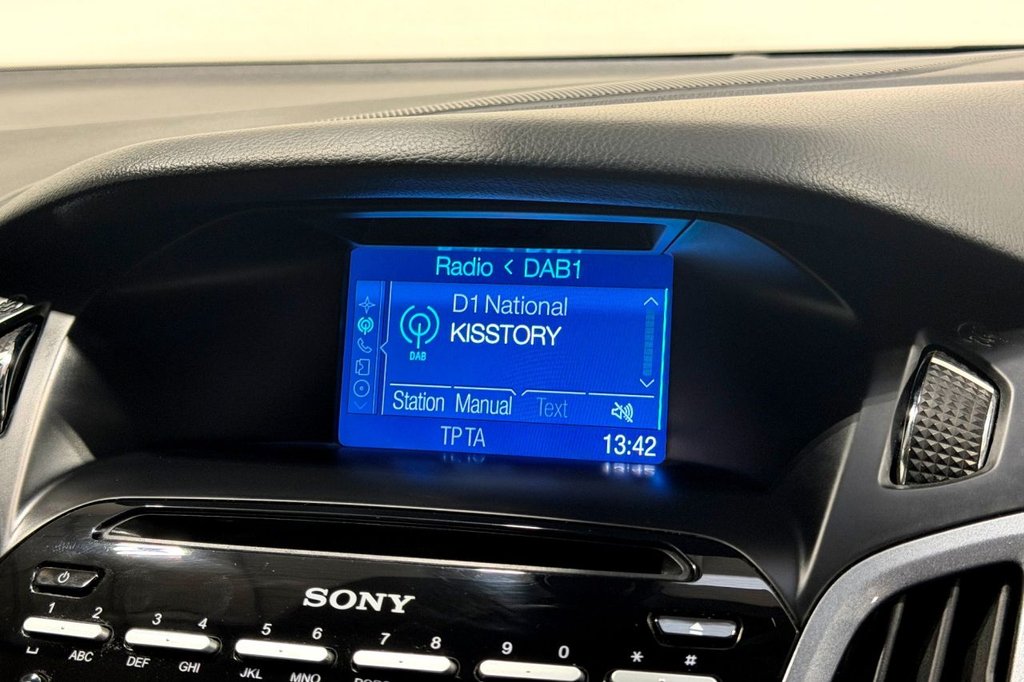 Radio < DAB1
D1 National
KISSTORY
DAB
Station Manual Text
TP TA
13:42
SONY
1 2 3 4 5 6 7 8 9 0 * #
ABC DEF GHI JKL MNO